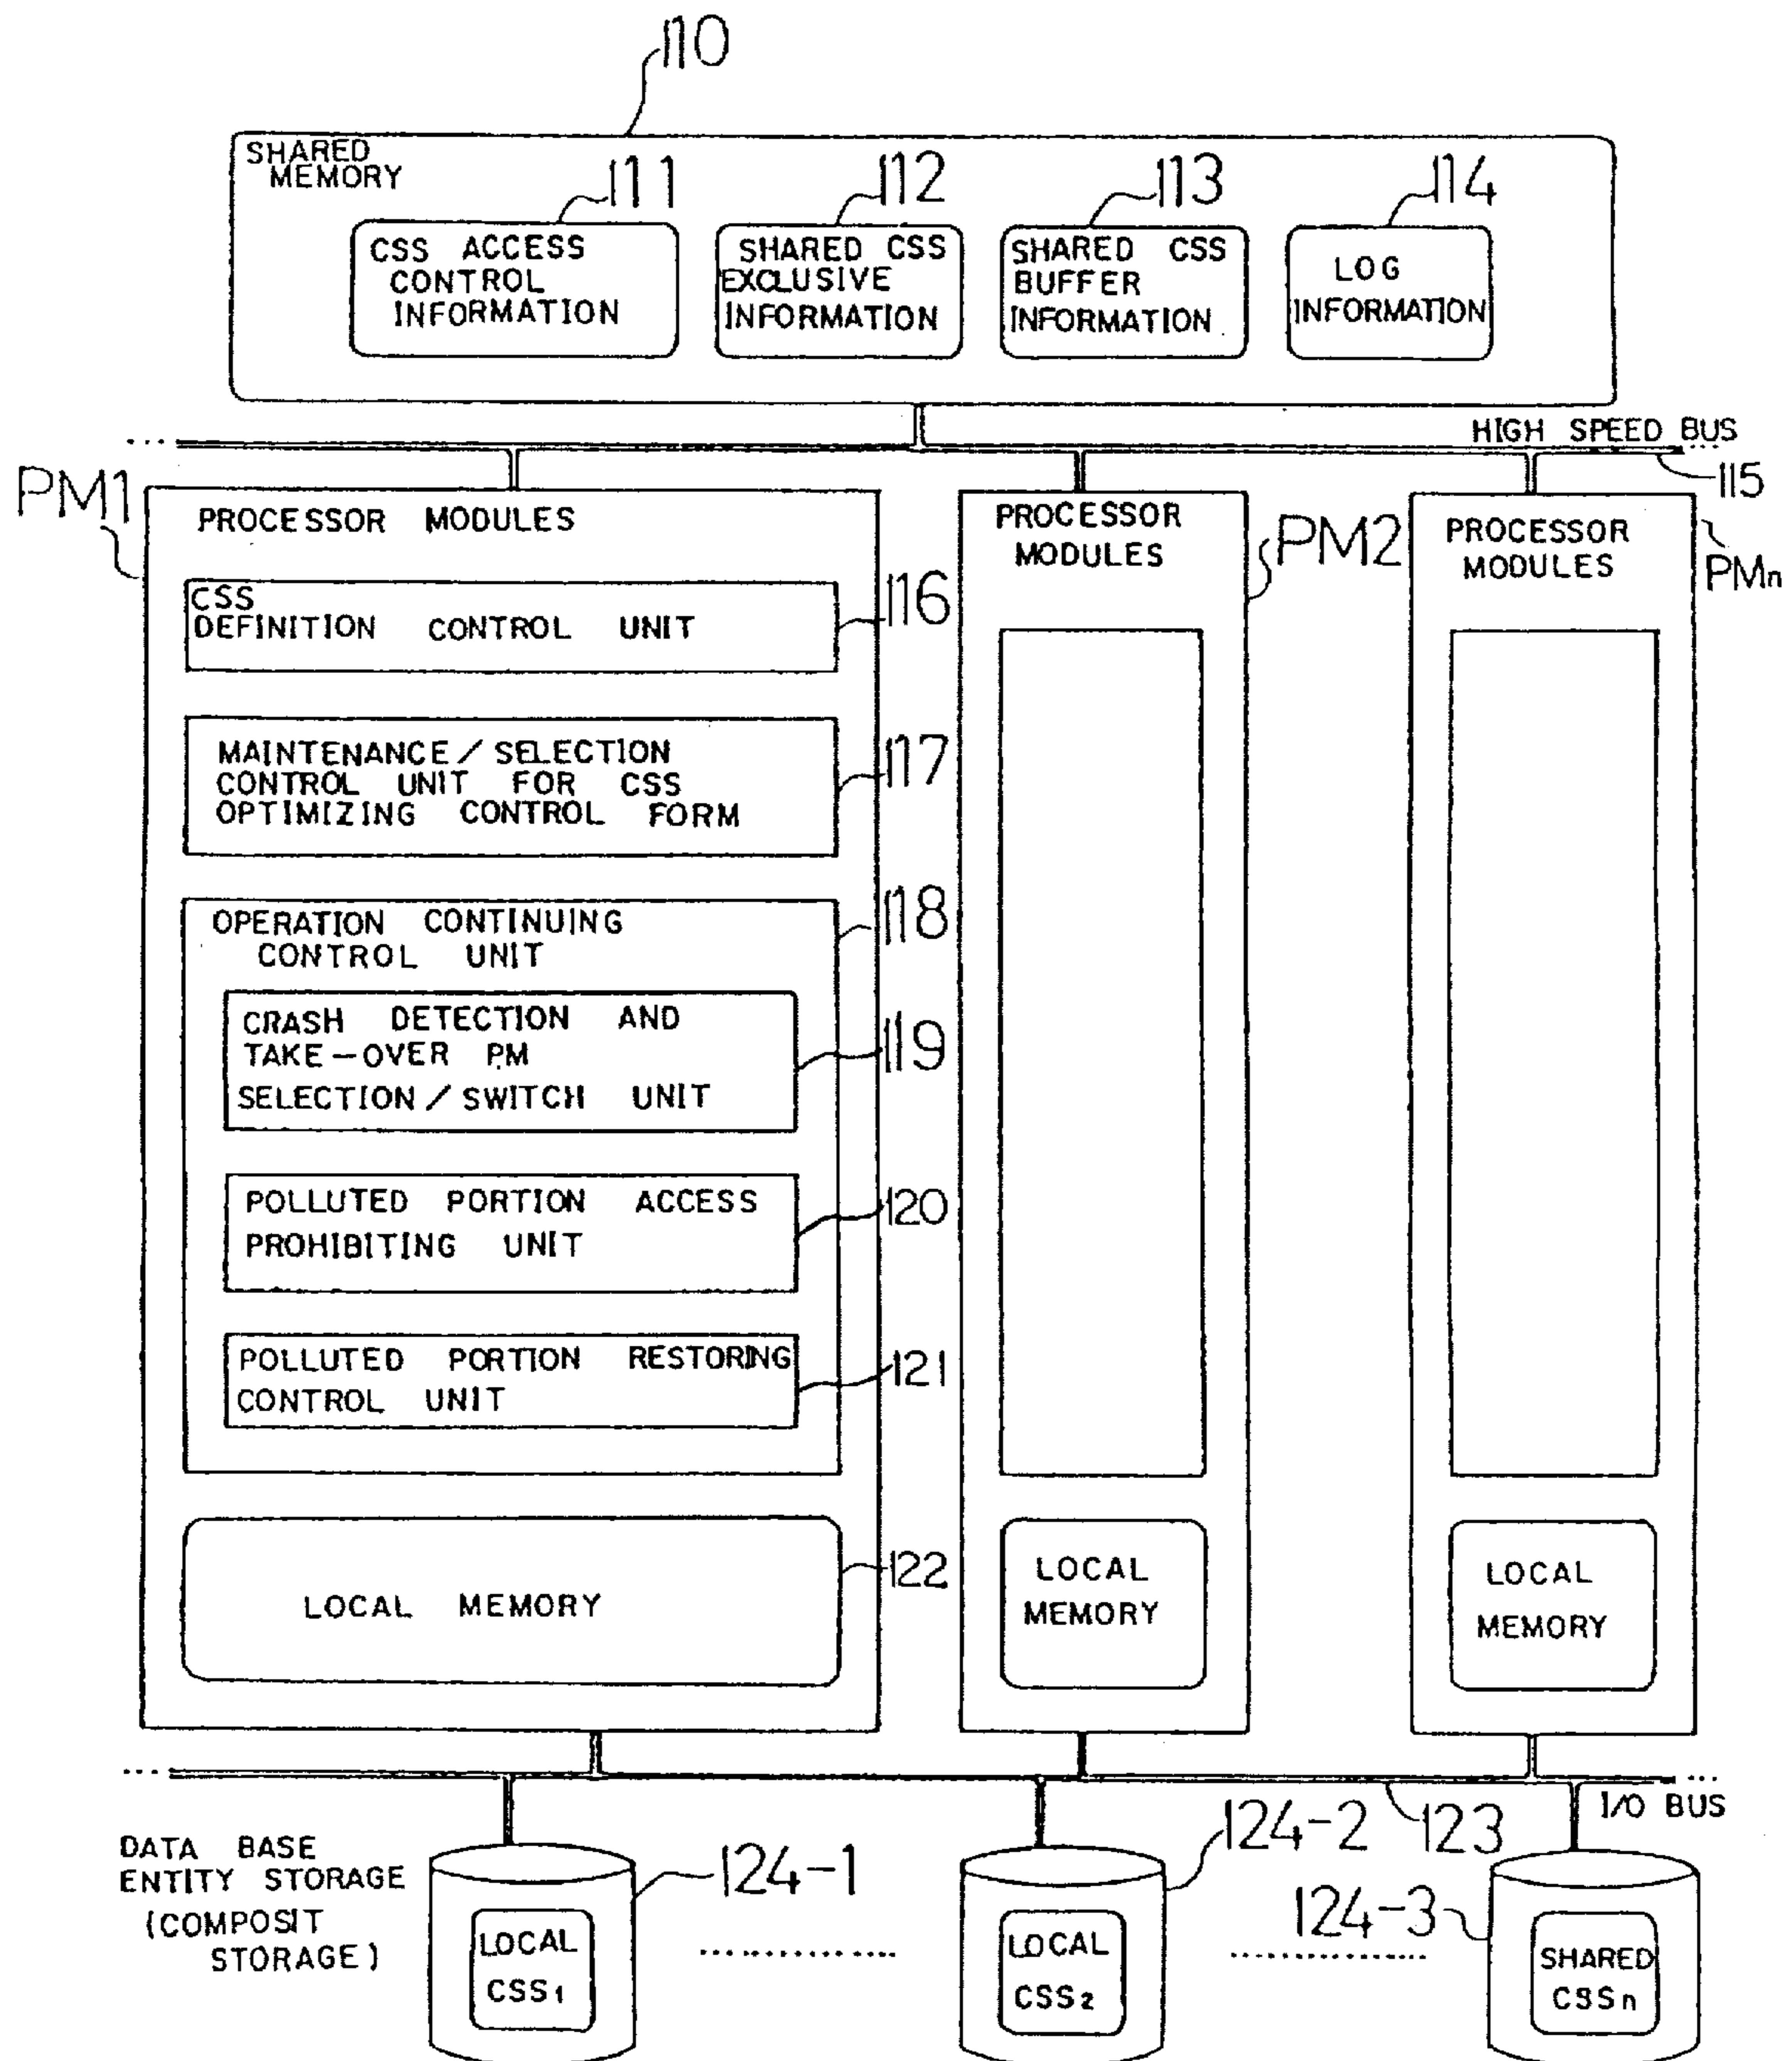 110
SHARED
MEMORY
111
112
113
114
CSS ACCESS
CONTROL
INFORMATION
SHARED CSS
EXCLUSIVE
INFORMATION
SHARED CSS
BUFFER
INFORMATION
LOG
INFORMATION
HIGH SPEED BUS
115
PM1
PROCESSOR MODULES
PROCESSOR
MODULES
PM2
PROCESSOR
MODULES
PMn
CSS
DEFINITION CONTROL UNIT
116
MAINTENANCE/SELECTION
CONTROL UNIT FOR CSS
OPTIMIZING CONTROL FORM
117
OPERATION CONTINUING
CONTROL UNIT
118
CRASH DETECTION AND
TAKE-OVER PM
SELECTION/SWITCH UNIT
119
POLLUTED PORTION ACCESS
PROHIBITING UNIT
120
POLLUTED PORTION RESTORING
CONTROL UNIT
121
LOCAL MEMORY
122
LOCAL
MEMORY
LOCAL
MEMORY
I/O BUS
123
DATA BASE
ENTITY STORAGE
(COMPOSIT
STORAGE)
124-1
124-2
124-3
LOCAL
CSS1
LOCAL
CSS2
SHARED
CSSn